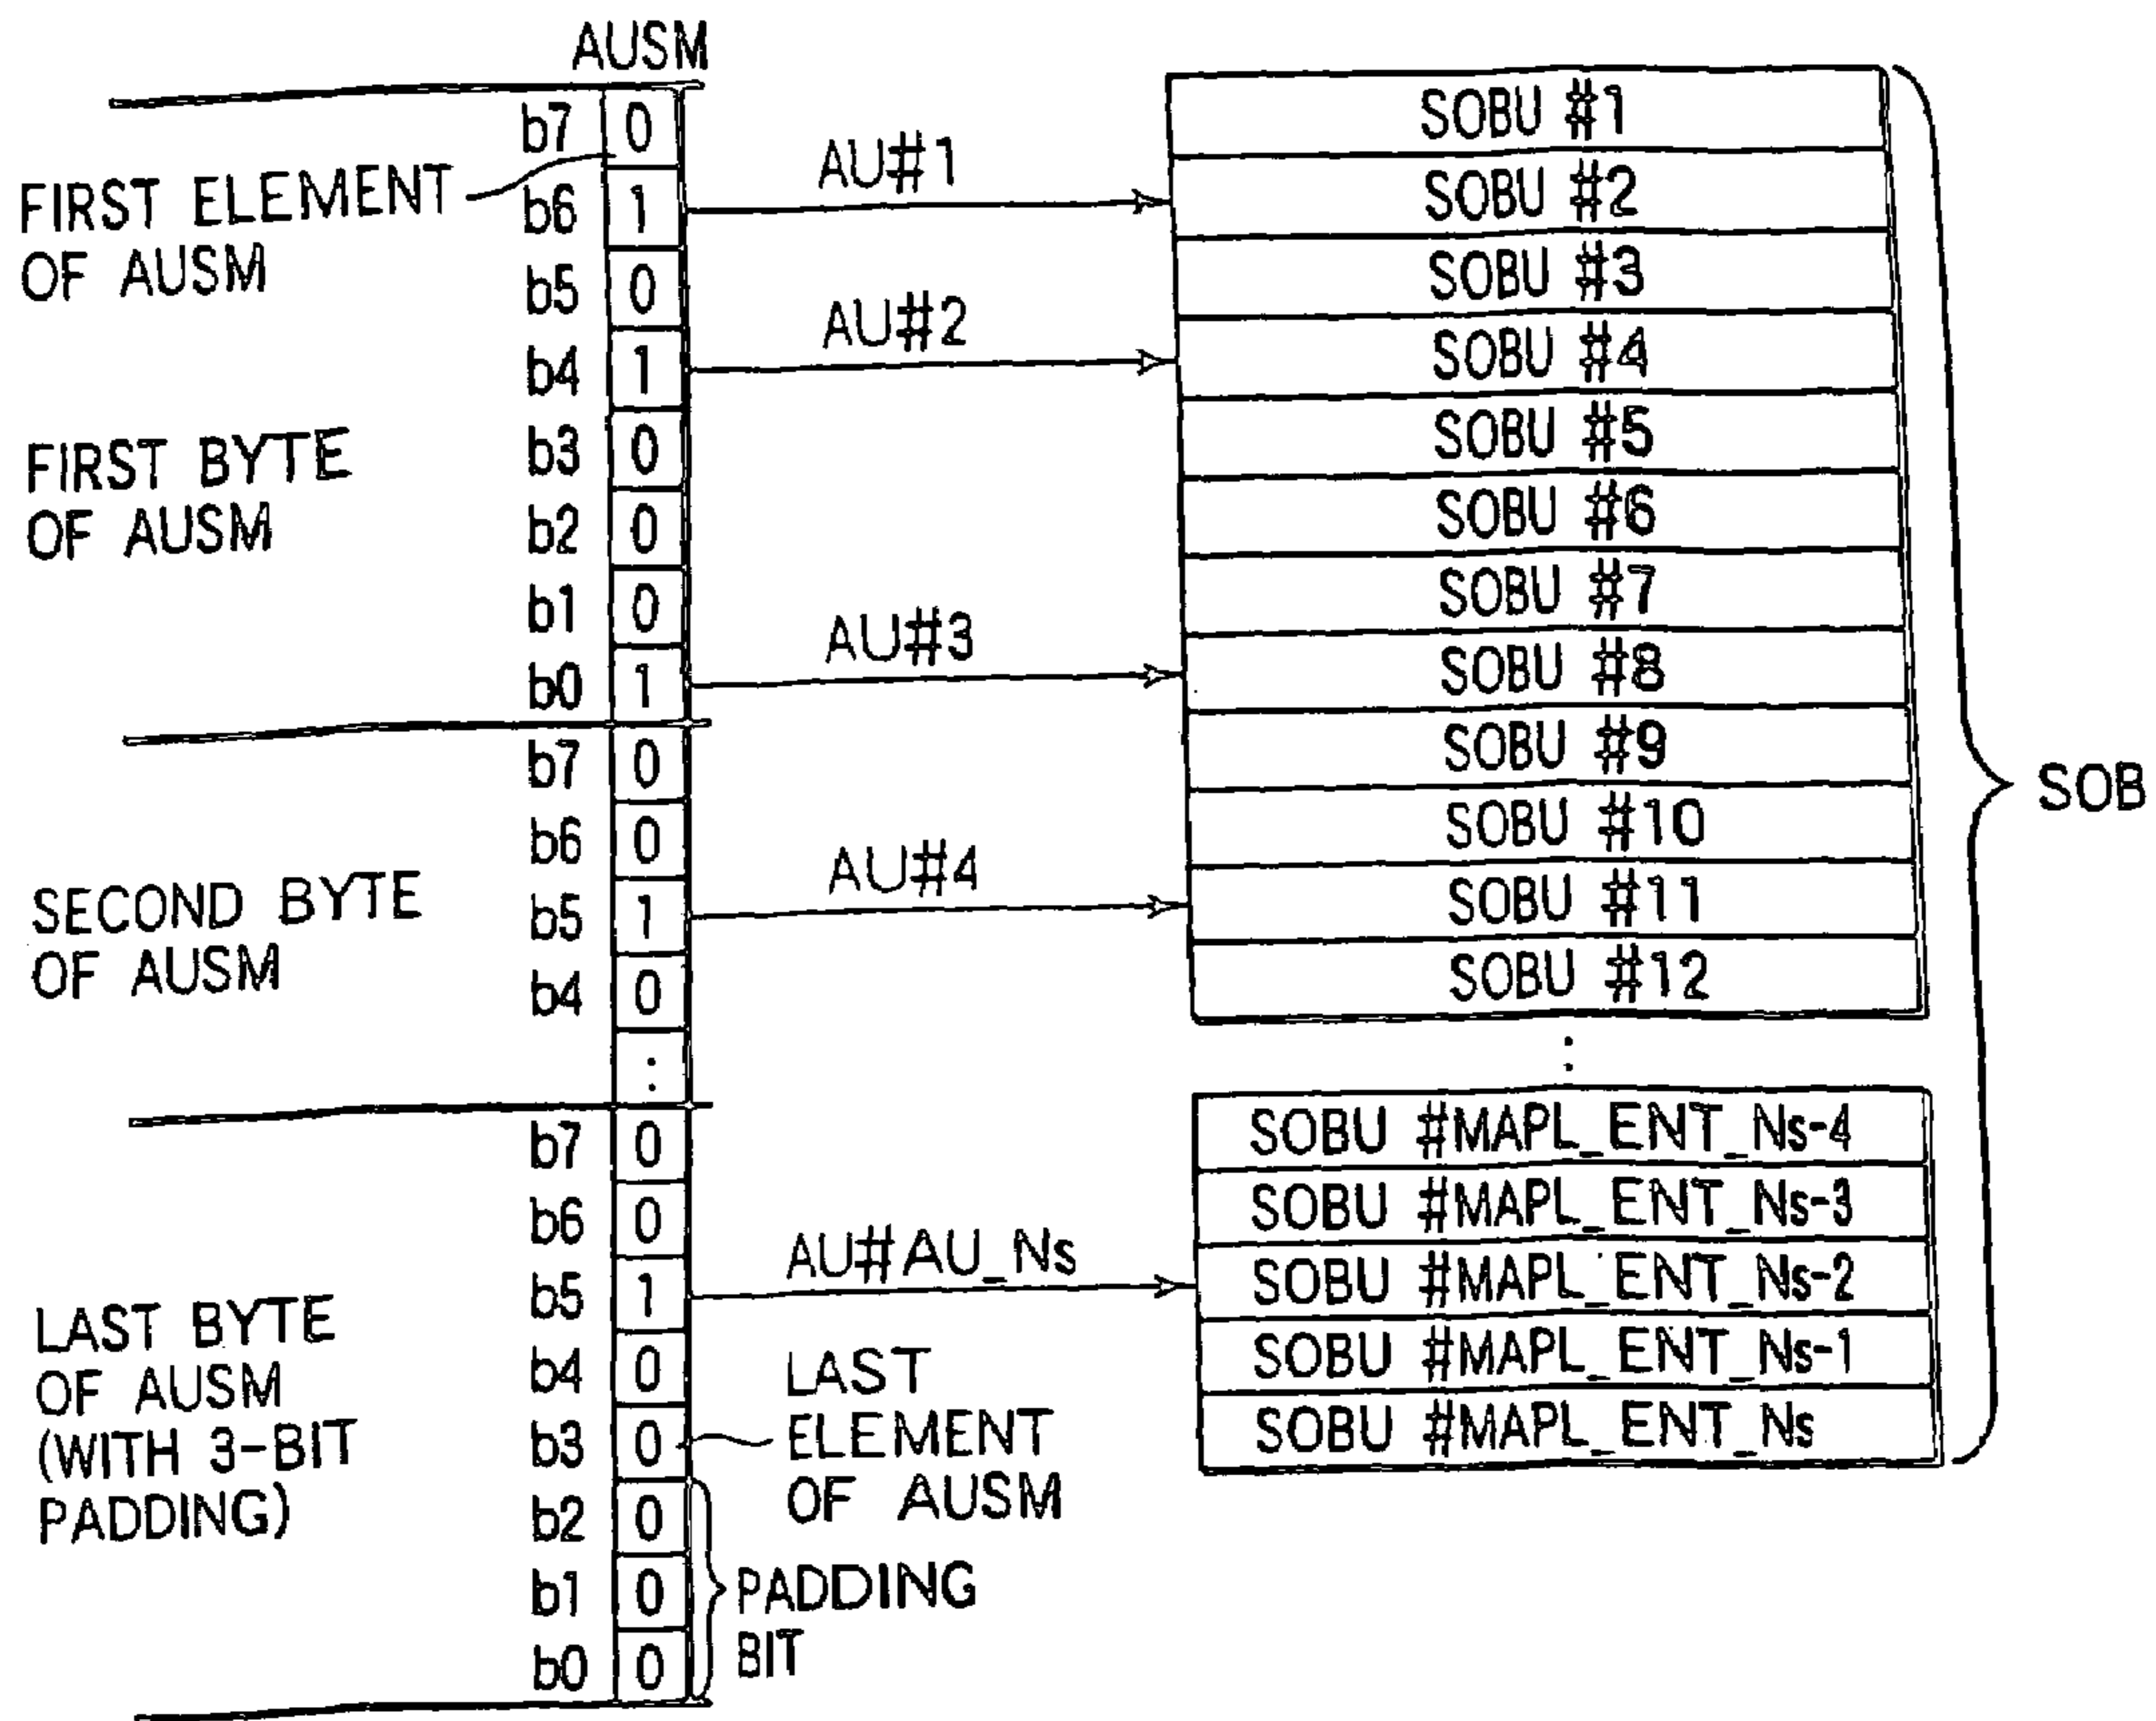 AUSM
b7 0
FIRST ELEMENT
OF AUSM
b6 1
b5 0
b4 1
FIRST BYTE
OF AUSM
b3 0
b2 0
b1 0
b0 1
b7 0
b6 0
SECOND BYTE
OF AUSM
b5 1
b4 0
:
b7 0
b6 0
b5 1
LAST BYTE
OF AUSM
(WITH 3-BIT
PADDING)
b4 0
b3 0
b2 0
b1 0
b0 0
LAST
ELEMENT
OF AUSM
PADDING
BIT
AU#1
AU#2
AU#3
AU#4
AU#AU_Ns
SOBU #1
SOBU #2
SOBU #3
SOBU #4
SOBU #5
SOBU #6
SOBU #7
SOBU #8
SOBU #9
SOBU #10
SOBU #11
SOBU #12
:
SOBU #MAPL_ENT_Ns-4
SOBU #MAPL_ENT_Ns-3
SOBU #MAPL_ENT_Ns-2
SOBU #MAPL_ENT_Ns-1
SOBU #MAPL_ENT_Ns
SOB